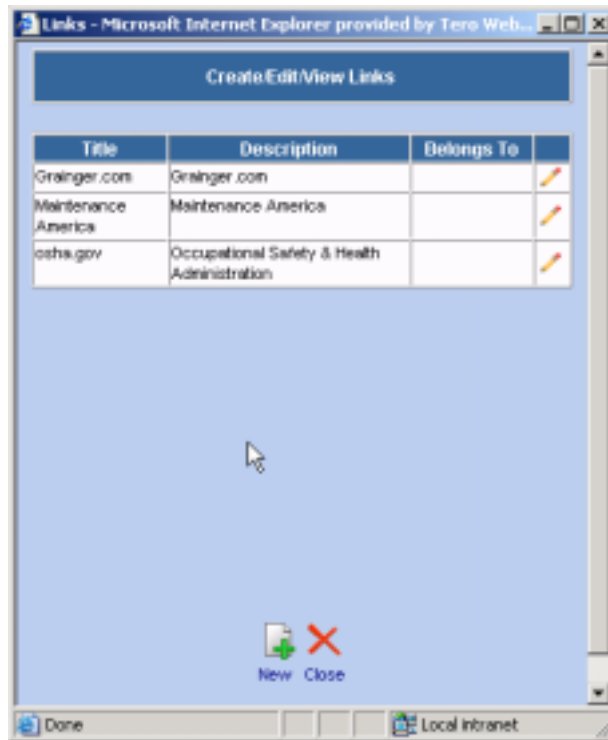 Links - Microsoft Internet Explorer provided by Tero Web...
Create/Edit/View Links
Title Description Belongs To
Grainger.com Grainger.com
Maintenance America Maintenance America
osha.gov Occupational Safety & Health Administration
New Close
Done Local intranet